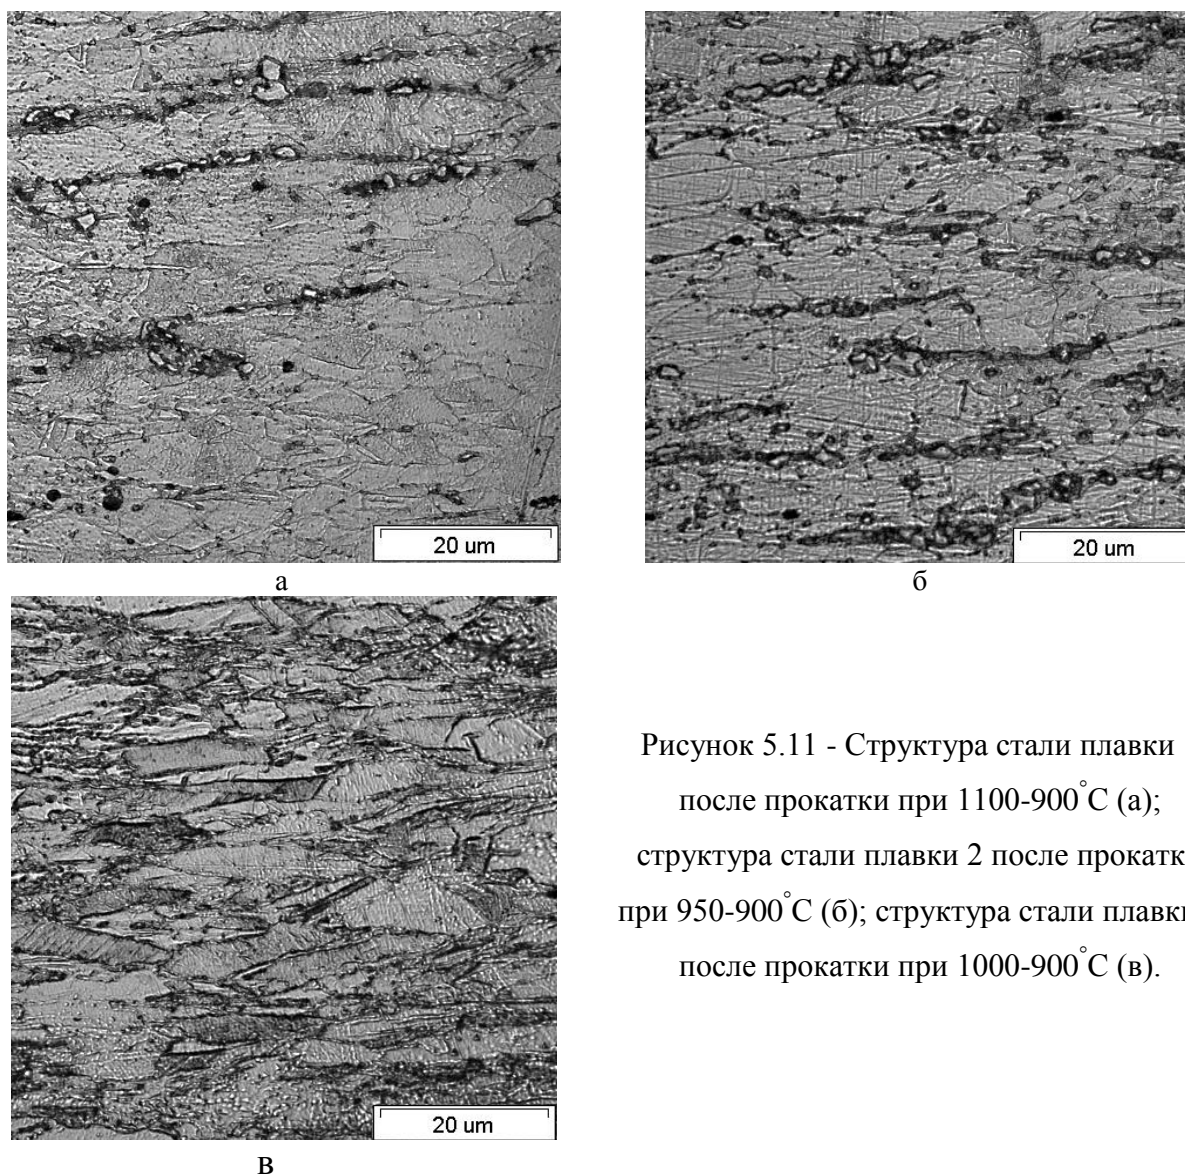 20 um
20 um
а
б
20 um
в
Рисунок 5.11 - Структура стали плавки
после прокатки при 1100-900°С (а);
структура стали плавки 2 после прокатк
при 950-900°С (б); структура стали плавк
после прокатки при 1000-900°С (в).